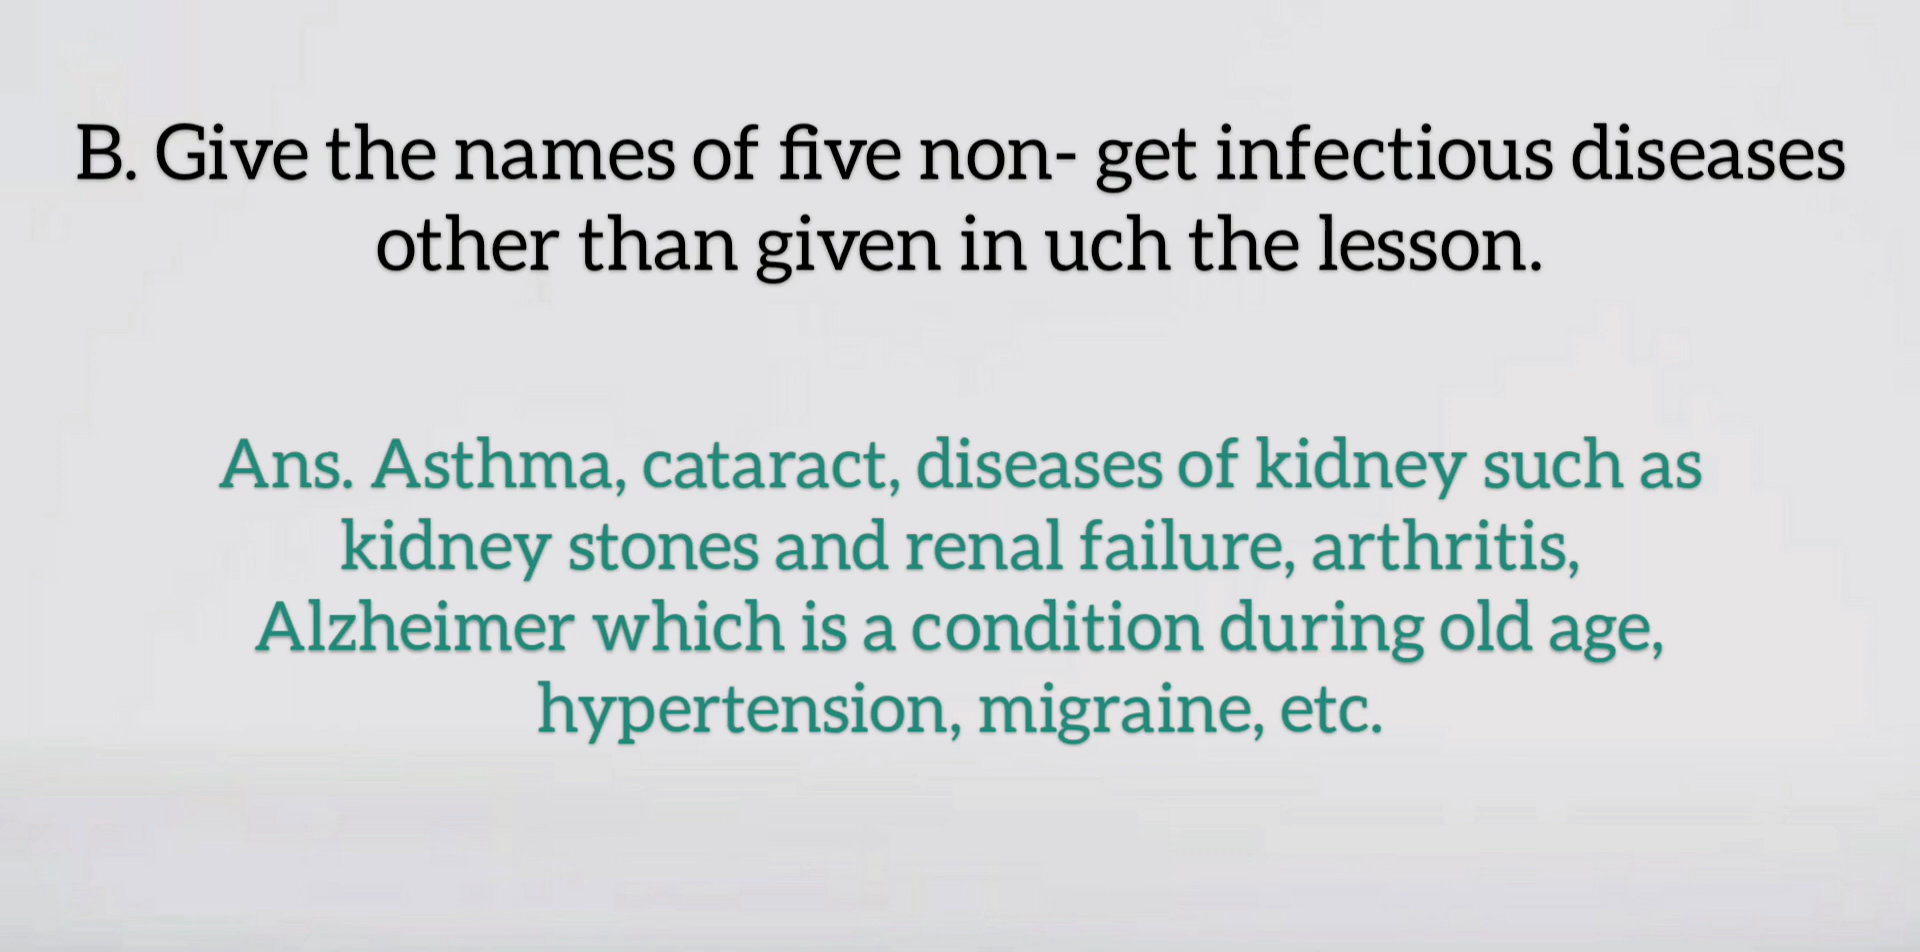 B. Give the names of five non- get infectious diseases
other than given in uch the lesson.
Ans. Asthma, cataract, diseases of kidney such as
kidney stones and renal failure, arthritis,
Alzheimer which is a condition during old age,
hypertension, migraine, etc.